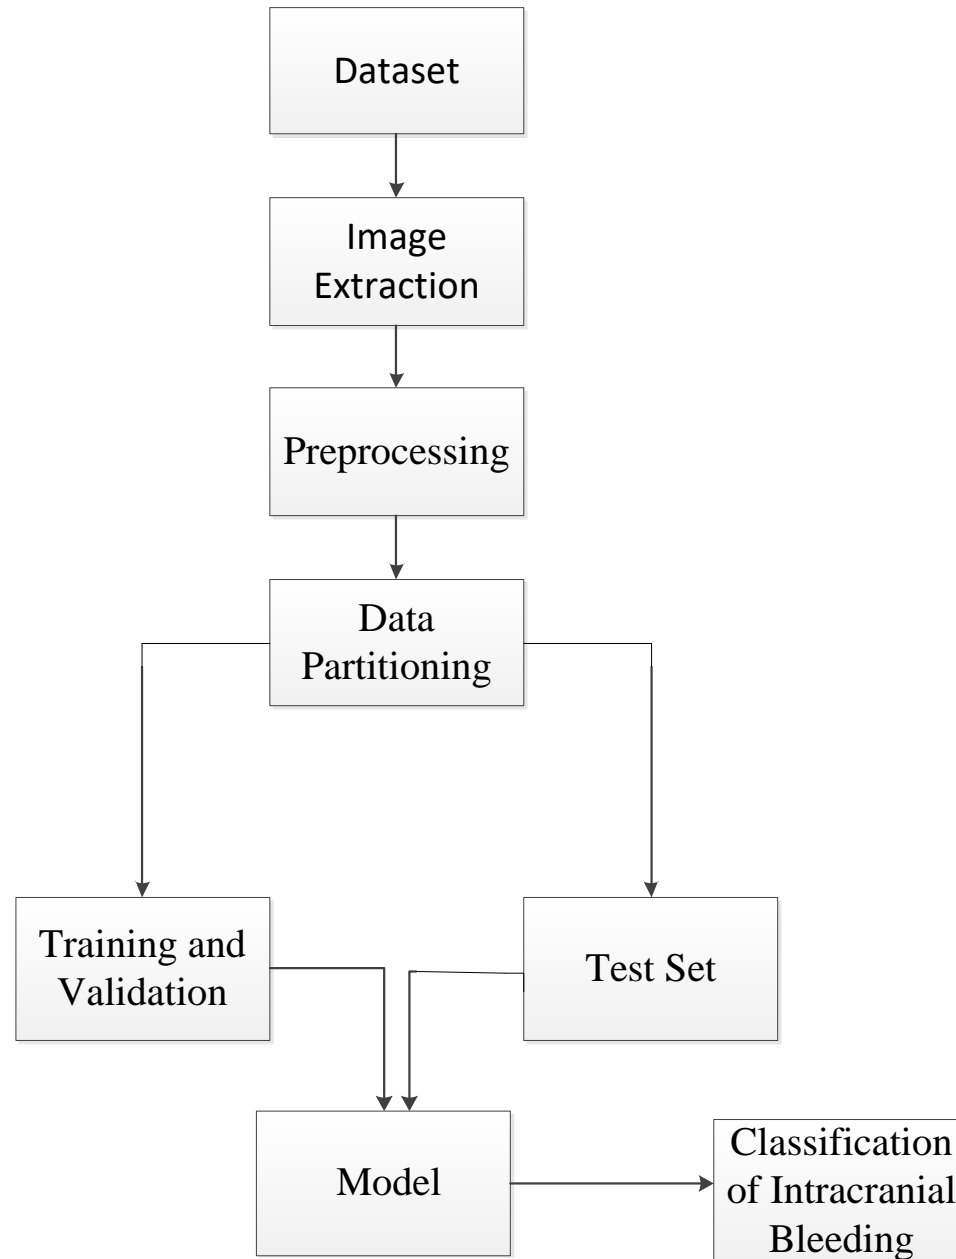 Dataset
Image
Extraction
Preprocessing
Data
Partitioning
Training and
Validation
Test Set
Model
Classification
of Intracranial
Bleeding